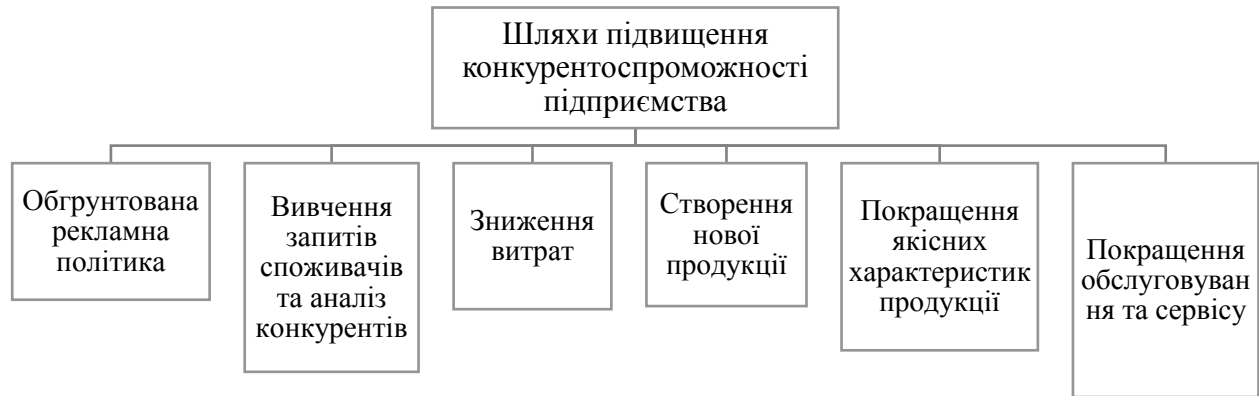 Шляхи підвищення
конкурентоспроможності
підприємства
Обгрунтована
рекламна
політика
Вивчення
запитів
споживачів
та аналіз
конкурентів
Зниження
витрат
Створення
нової
продукції
Покращення
якісних
характеристик
продукції
Покращення
обслуговуван
ня та сервісу